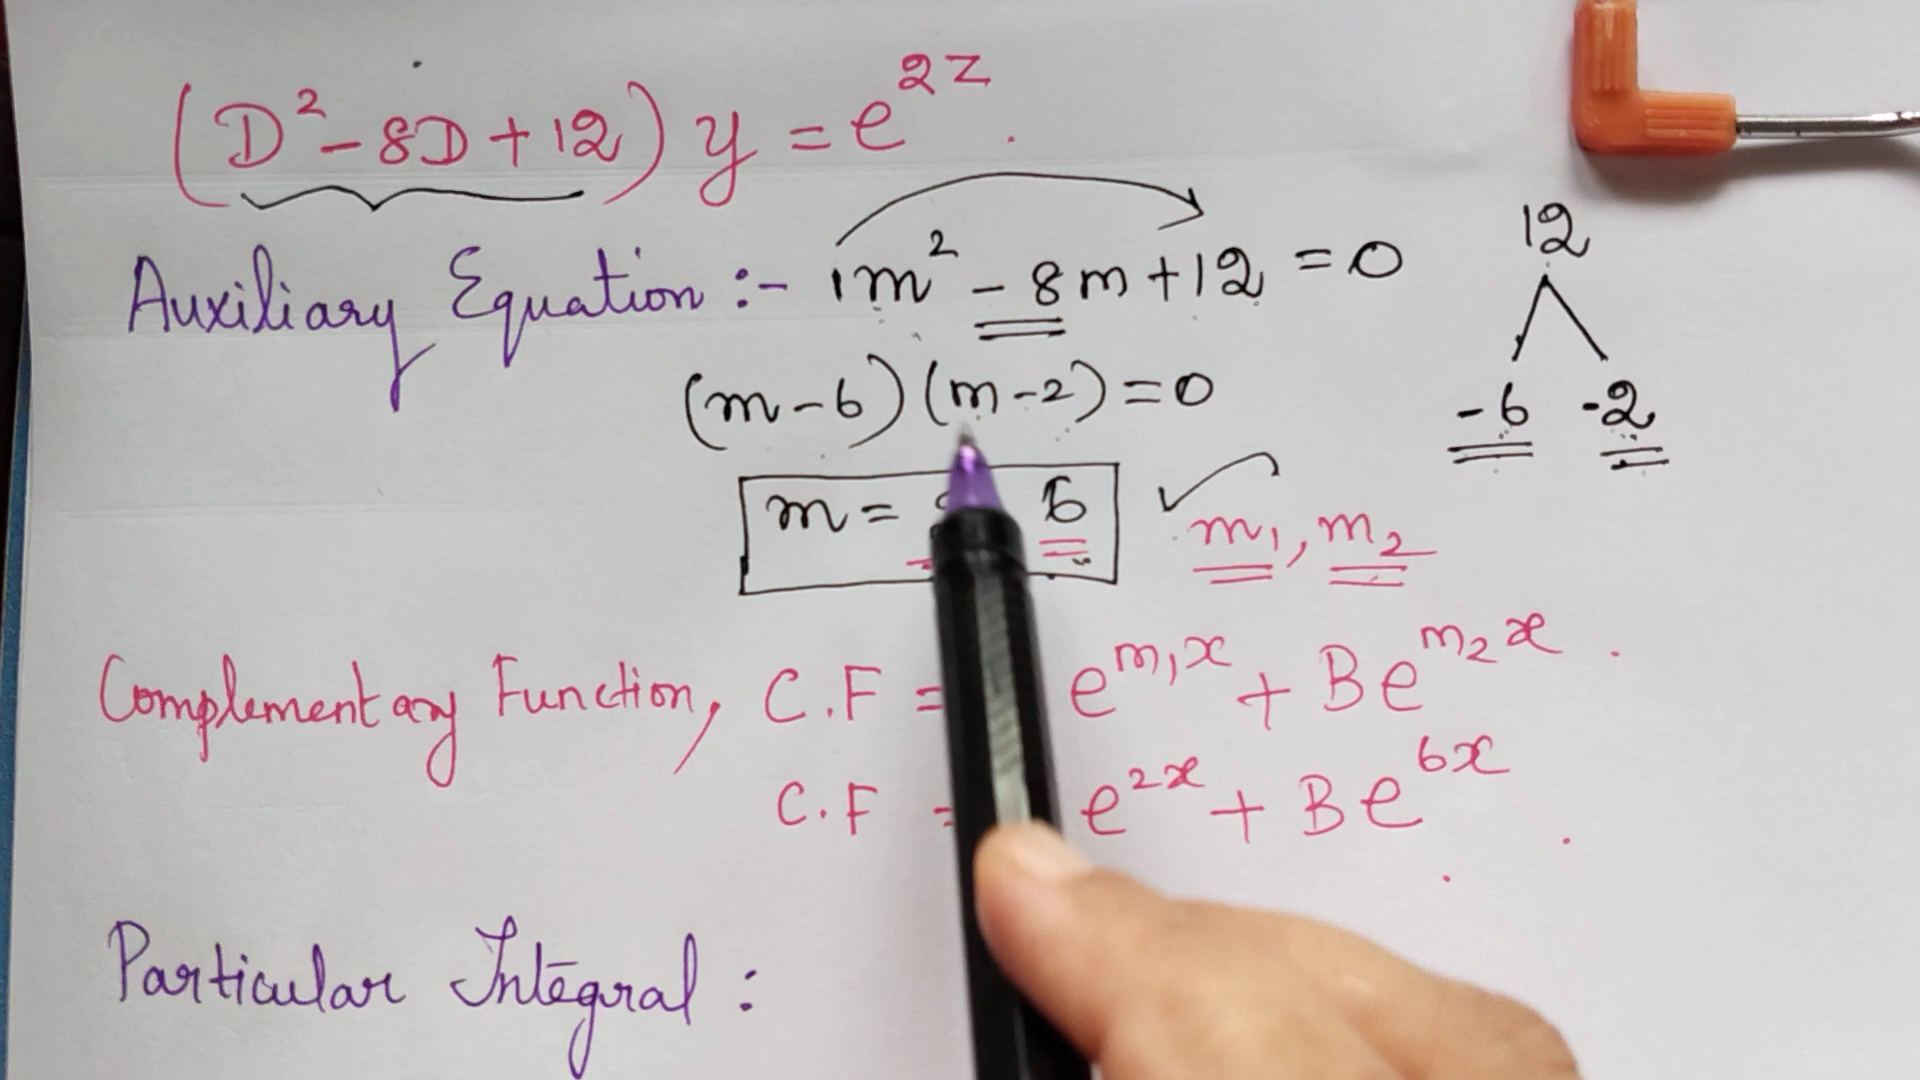 (D² - 8D + 12) y = e^{2z}.
Auxiliary Equation :- 1m² - 8m + 12 = 0
12
-6 -2
(m - 6) (m - 2) = 0
m = 6 ✓ m₁, m₂
Complementary Function, C.F = e^{m₁x} + Be^{m₂x}.
C.F = e^{2x} + Be^{6x}.
Particular Integral :